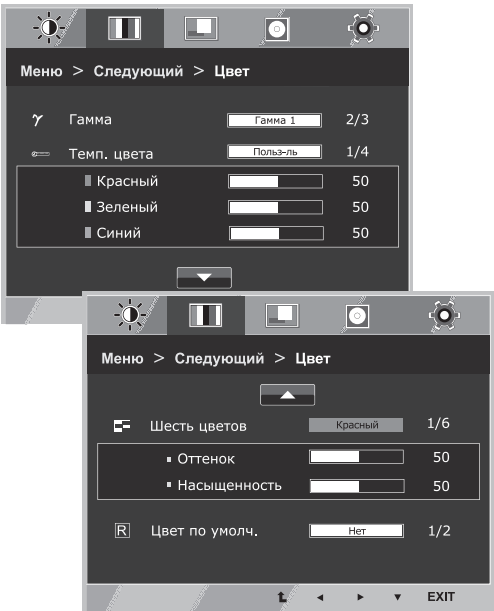 Меню > Следующий > Цвет
γ Гамма Гамма 1 2/3
Темп. цвета Польз-ль 1/4
Красный 50
Зеленый 50
Синий 50
Меню > Следующий > Цвет
Шесть цветов Красный 1/6
Оттенок 50
Насыщенность 50
R Цвет по умолч. Нет 1/2
EXIT